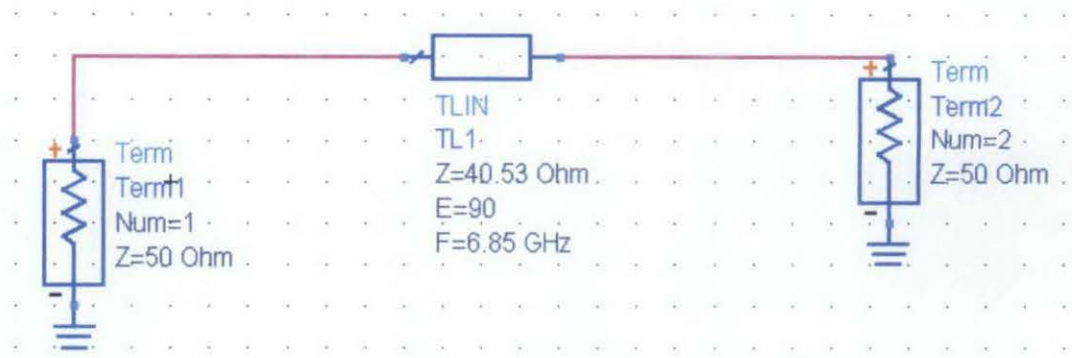 Term
Term1
Num=1
Z=50 Ohm
TLIN
TL1
Z=40.53 Ohm
E=90
F=6.85 GHz
Term
Term2
Num=2
Z=50 Ohm